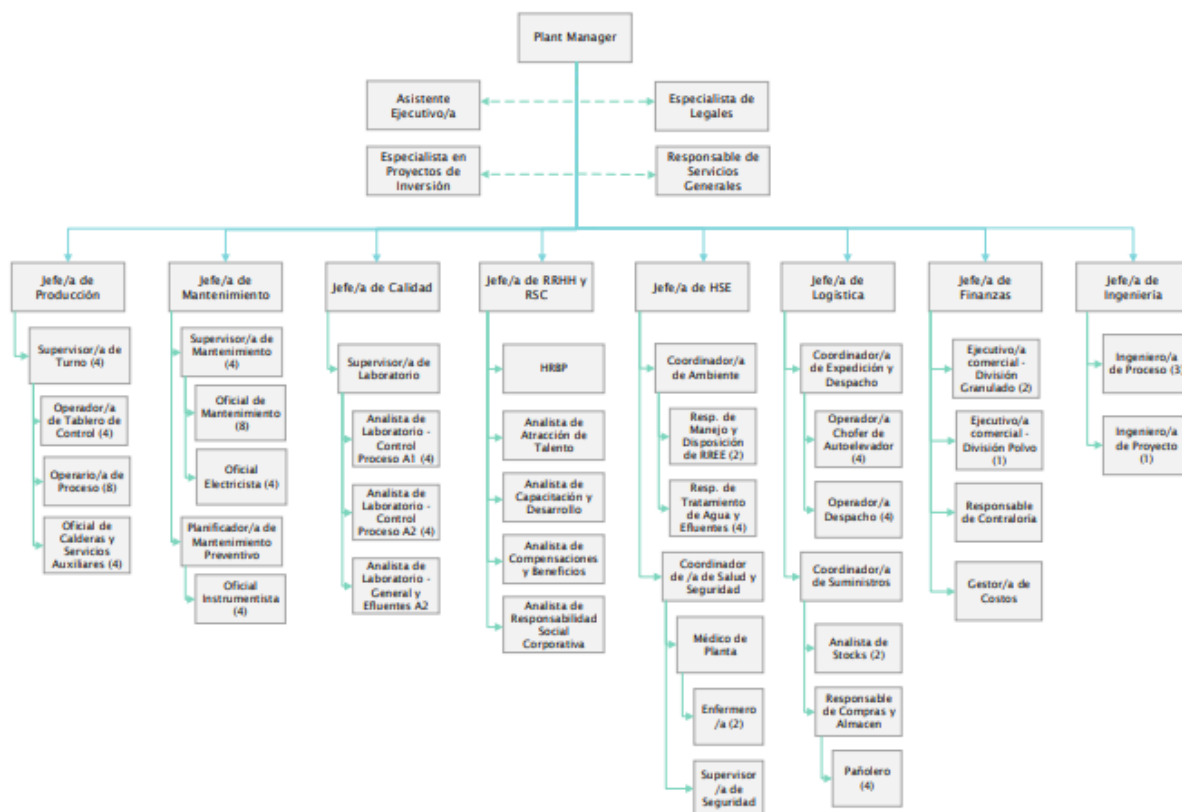 Plant Manager
Asistente
Ejecutivo/a
Especialista de
Legales
Especialista en
Proyectos de
Inversión
Responsable de
Servicios
Generales
Jefe/a de
Producción
Jefe/a de
Mantenimiento
Jefe/a de Calidad
Jefe/a de RRHH y
RSC
Jefe/a de HSE
Jefe/a de
Logística
Jefe/a de
Finanzas
Jefe/a de
Ingeniería
Supervisor/a de
Turno (4)
Operador/a
de Tablero de
Control (4)
Operario/a de
Proceso (8)
Oficial de
Calderas y
Servicios
Auxiliares (4)
Supervisor/a de
Mantenimiento
(4)
Oficial de
Mantenimiento
(8)
Oficial
Electricista (4)
Planificador/a de
Mantenimiento
Preventivo
Oficial
Instrumentista
(4)
Supervisor/a de
Laboratorio
Analista de
Laboratorio -
Control
Proceso A1 (4)
Analista de
Laboratorio -
Control
Proceso A2 (4)
Analista de
Laboratorio -
General y
Efluentes A2
HRBP
Analista de
Atracción de
Talento
Analista de
Capacitación y
Desarrollo
Analista de
Compensaciones
y Beneficios
Analista de
Responsabilidad
Social
Corporativa
Coordinador/a
de Ambiente
Resp. de
Manejo y
Disposición
de RREE (2)
Resp. de
Tratamiento de
Agua y
Efluentes (4)
Coordinador
de /a de Salud y
Seguridad
Médico de
Planta
Enfermero
/a (2)
Supervisor
/a de
Seguridad
Coordinador/a
de Expedición y
Despacho
Operador/a
Chofer de
Autoelevador
(4)
Operador/a
Despacho (4)
Coordinador/a
de Suministros
Analista de
Stocks (2)
Responsable
de Compras y
Almacen
Pañolero
(4)
Ejecutivo/a
comercial -
División
Granulado (2)
Ejecutivo/a
comercial -
División Polvo
(1)
Responsable
de Contraloría
Gestor/a de
Costos
Ingeniero/a
de Proceso (3)
Ingeniero/a
de Proyecto
(1)